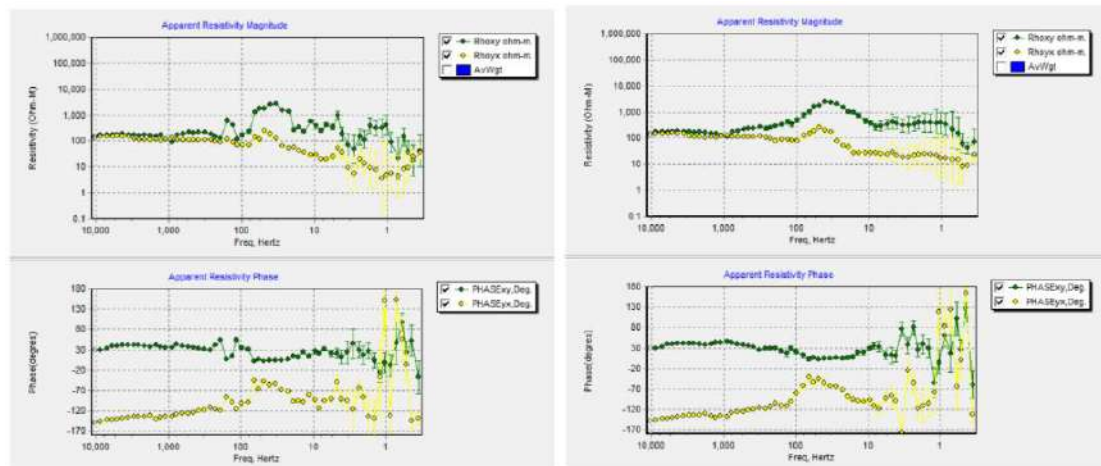 Apparent Resistivity Magnitude
Resistivity (Ohm-M)
1,000,000
100,000
10,000
1,000
100
10
1
0.1
10,000 1,000 100 10 1
Freq, Hertz
Rhoxy ohm-m.
Rhoyx ohm-m.
AvWgt
Apparent Resistivity Phase
Phase(degrees)
180
130
80
30
-20
-70
-120
-170
10,000 1,000 100 10 1
Freq, Hertz
PHASExy,Deg.
PHASEyx,Deg.
Apparent Resistivity Magnitude
Resistivity (Ohm-M)
1,000,000
100,000
10,000
1,000
100
10
1
0.1
10,000 1,000 100 10 1
Freq, Hertz
Rhoxy ohm-m.
Rhoyx ohm-m.
AvWgt
Apparent Resistivity Phase
Phase(degrees)
180
130
80
30
-20
-70
-120
-170
10,000 1,000 100 10 1
Freq, Hertz
PHASExy,Deg.
PHASEyx,Deg.